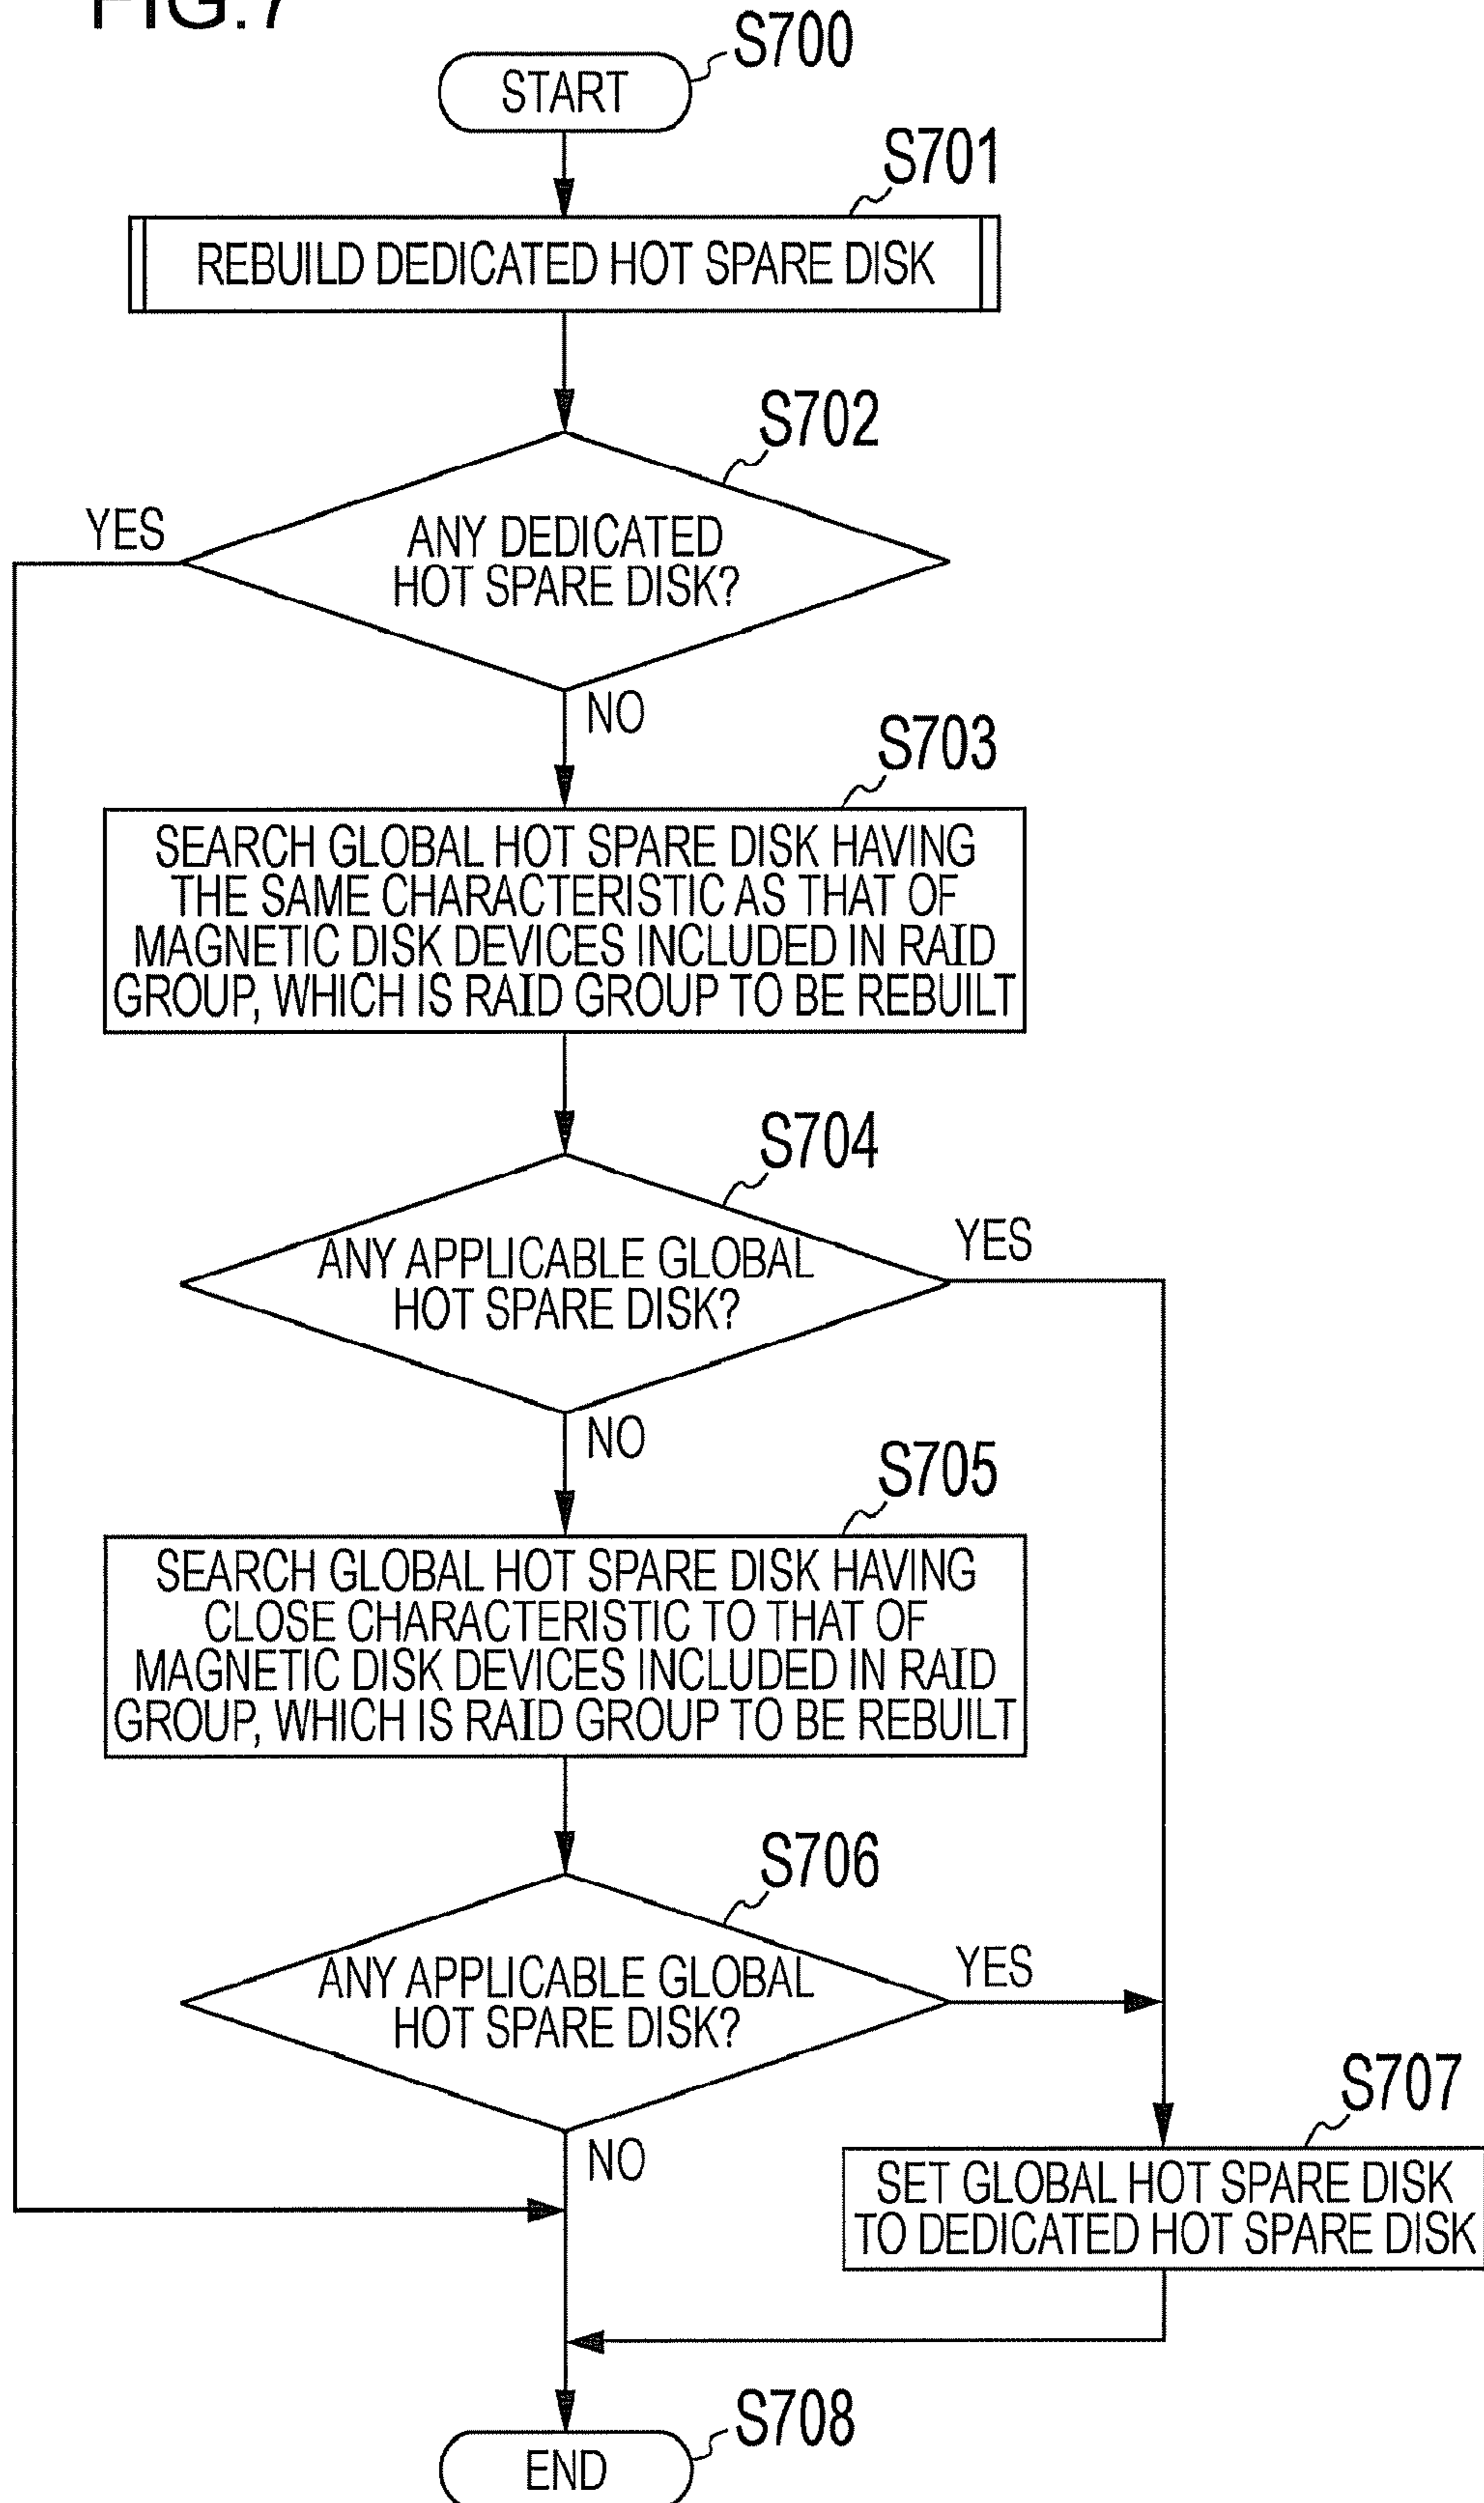 FIG.7
START
S700
S701
REBUILD DEDICATED HOT SPARE DISK
S702
YES
ANY DEDICATED
HOT SPARE DISK?
NO
S703
SEARCH GLOBAL HOT SPARE DISK HAVING
THE SAME CHARACTERISTIC AS THAT OF
MAGNETIC DISK DEVICES INCLUDED IN RAID
GROUP, WHICH IS RAID GROUP TO BE REBUILT
S704
ANY APPLICABLE GLOBAL
HOT SPARE DISK?
YES
NO
S705
SEARCH GLOBAL HOT SPARE DISK HAVING
CLOSE CHARACTERISTIC TO THAT OF
MAGNETIC DISK DEVICES INCLUDED IN RAID
GROUP, WHICH IS RAID GROUP TO BE REBUILT
S706
ANY APPLICABLE GLOBAL
HOT SPARE DISK?
YES
NO
S707
SET GLOBAL HOT SPARE DISK
TO DEDICATED HOT SPARE DISK
S708
END